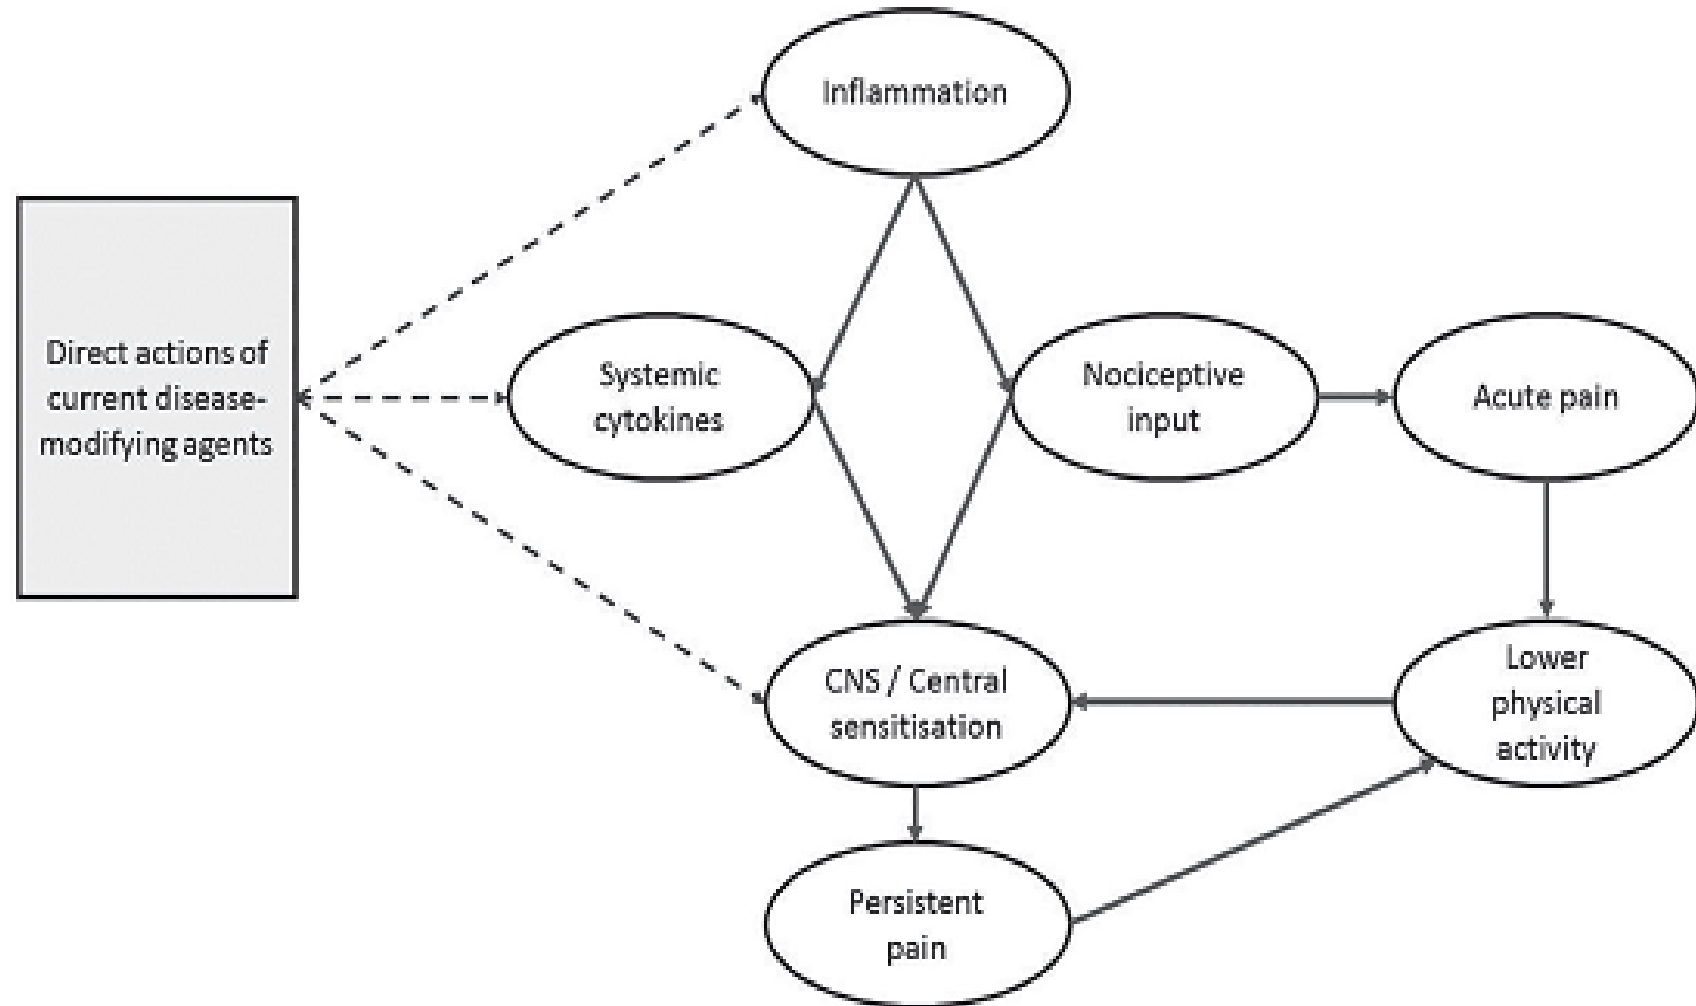 Inflammation
Direct actions of
current disease-
modifying agents
Systemic
cytokines
Nociceptive
input
Acute pain
CNS / Central
sensitisation
Lower
physical
activity
Persistent
pain